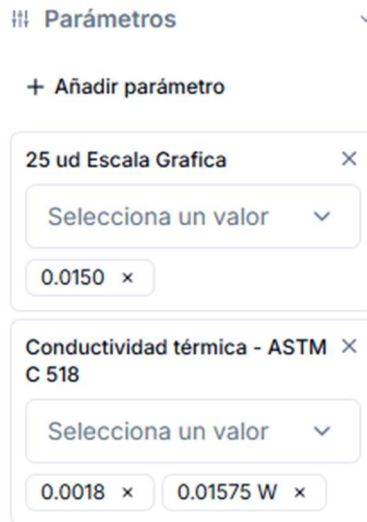 Parámetros
+ Añadir parámetro
25 ud Escala Grafica ×
Selecciona un valor
0.0150 ×
Conductividad térmica - ASTM ×
C 518
Selecciona un valor
0.0018 × 0.01575 W ×